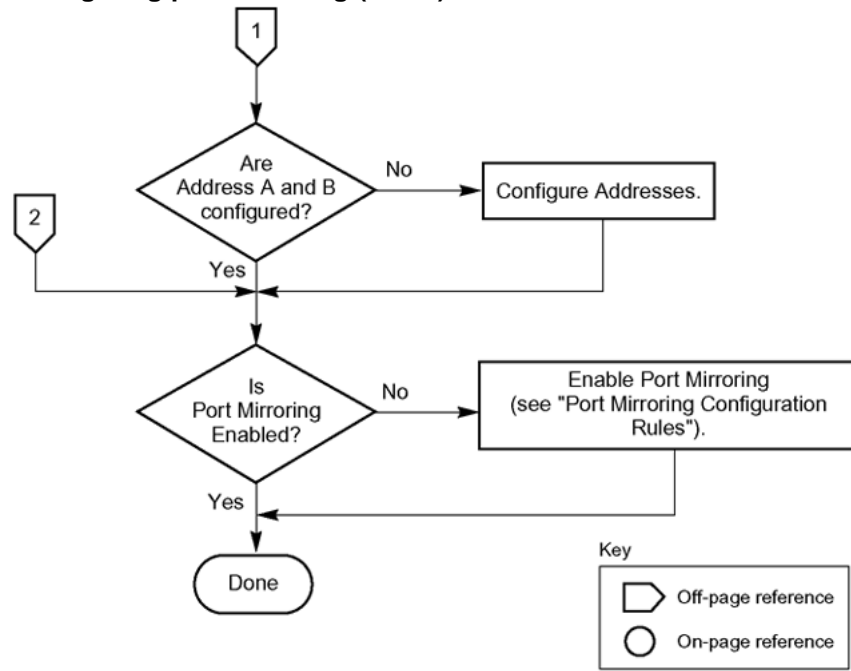 1
Are
Address A and B
configured?
No
Configure Addresses.
2
Yes
Is
Port Mirroring
Enabled?
No
Enable Port Mirroring
(see "Port Mirroring Configuration
Rules").
Yes
Done
Key
Off-page reference
On-page reference